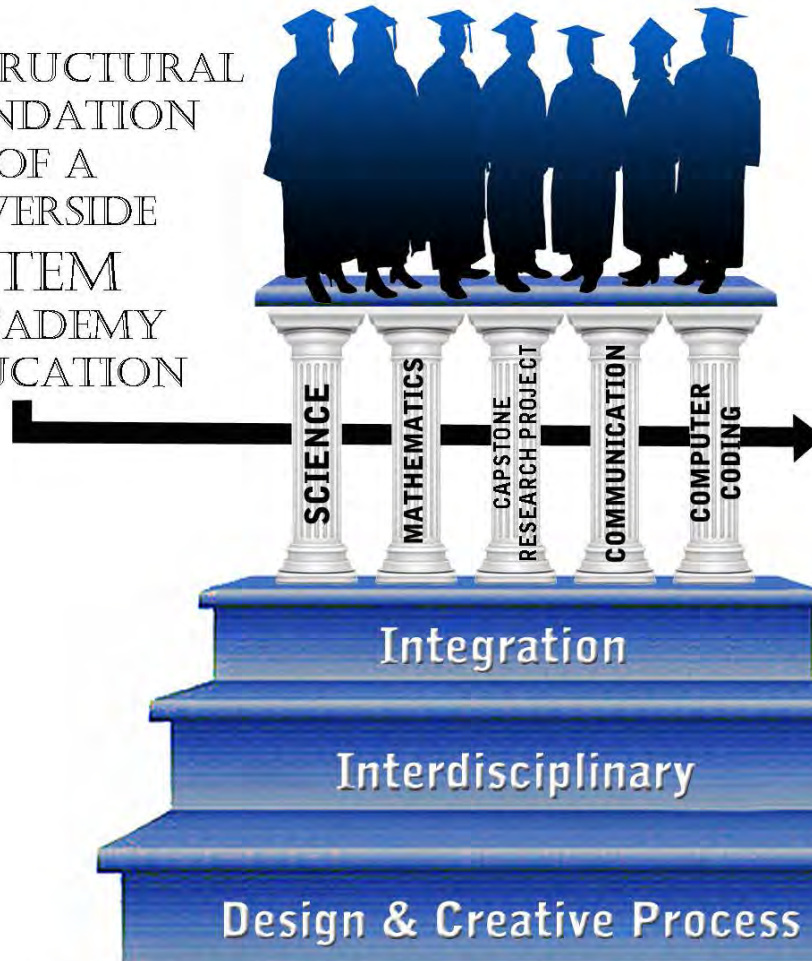 RUCTURAL
NDATION
OF A
VERSIDE
TEM
ADEMY
UCATION
SCIENCE
MATHEMATICS
CAPSTONE
RESEARCH PROJECT
COMMUNICATION
COMPUTER
CODING
Integration
Interdisciplinary
Design & Creative Process